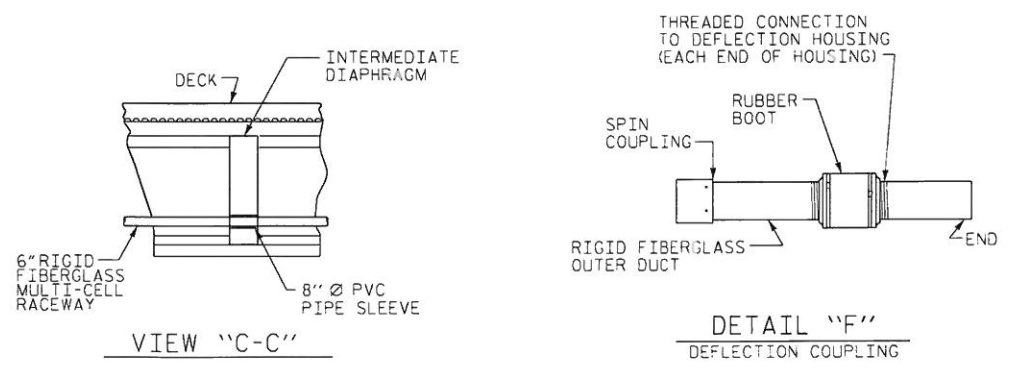 INTERMEDIATE
DIAPHRAGM
DECK
6" RIGID
FIBERGLASS
MULTI-CELL
RACEWAY
8'' Ø PVC
PIPE SLEEVE
VIEW "C-C"
THREADED CONNECTION
TO DEFLECTION HOUSING
(EACH END OF HOUSING)
RUBBER
BOOT
SPIN
COUPLING
RIGID FIBERGLASS
OUTER DUCT
END
DETAIL "F"
DEFLECTION COUPLING